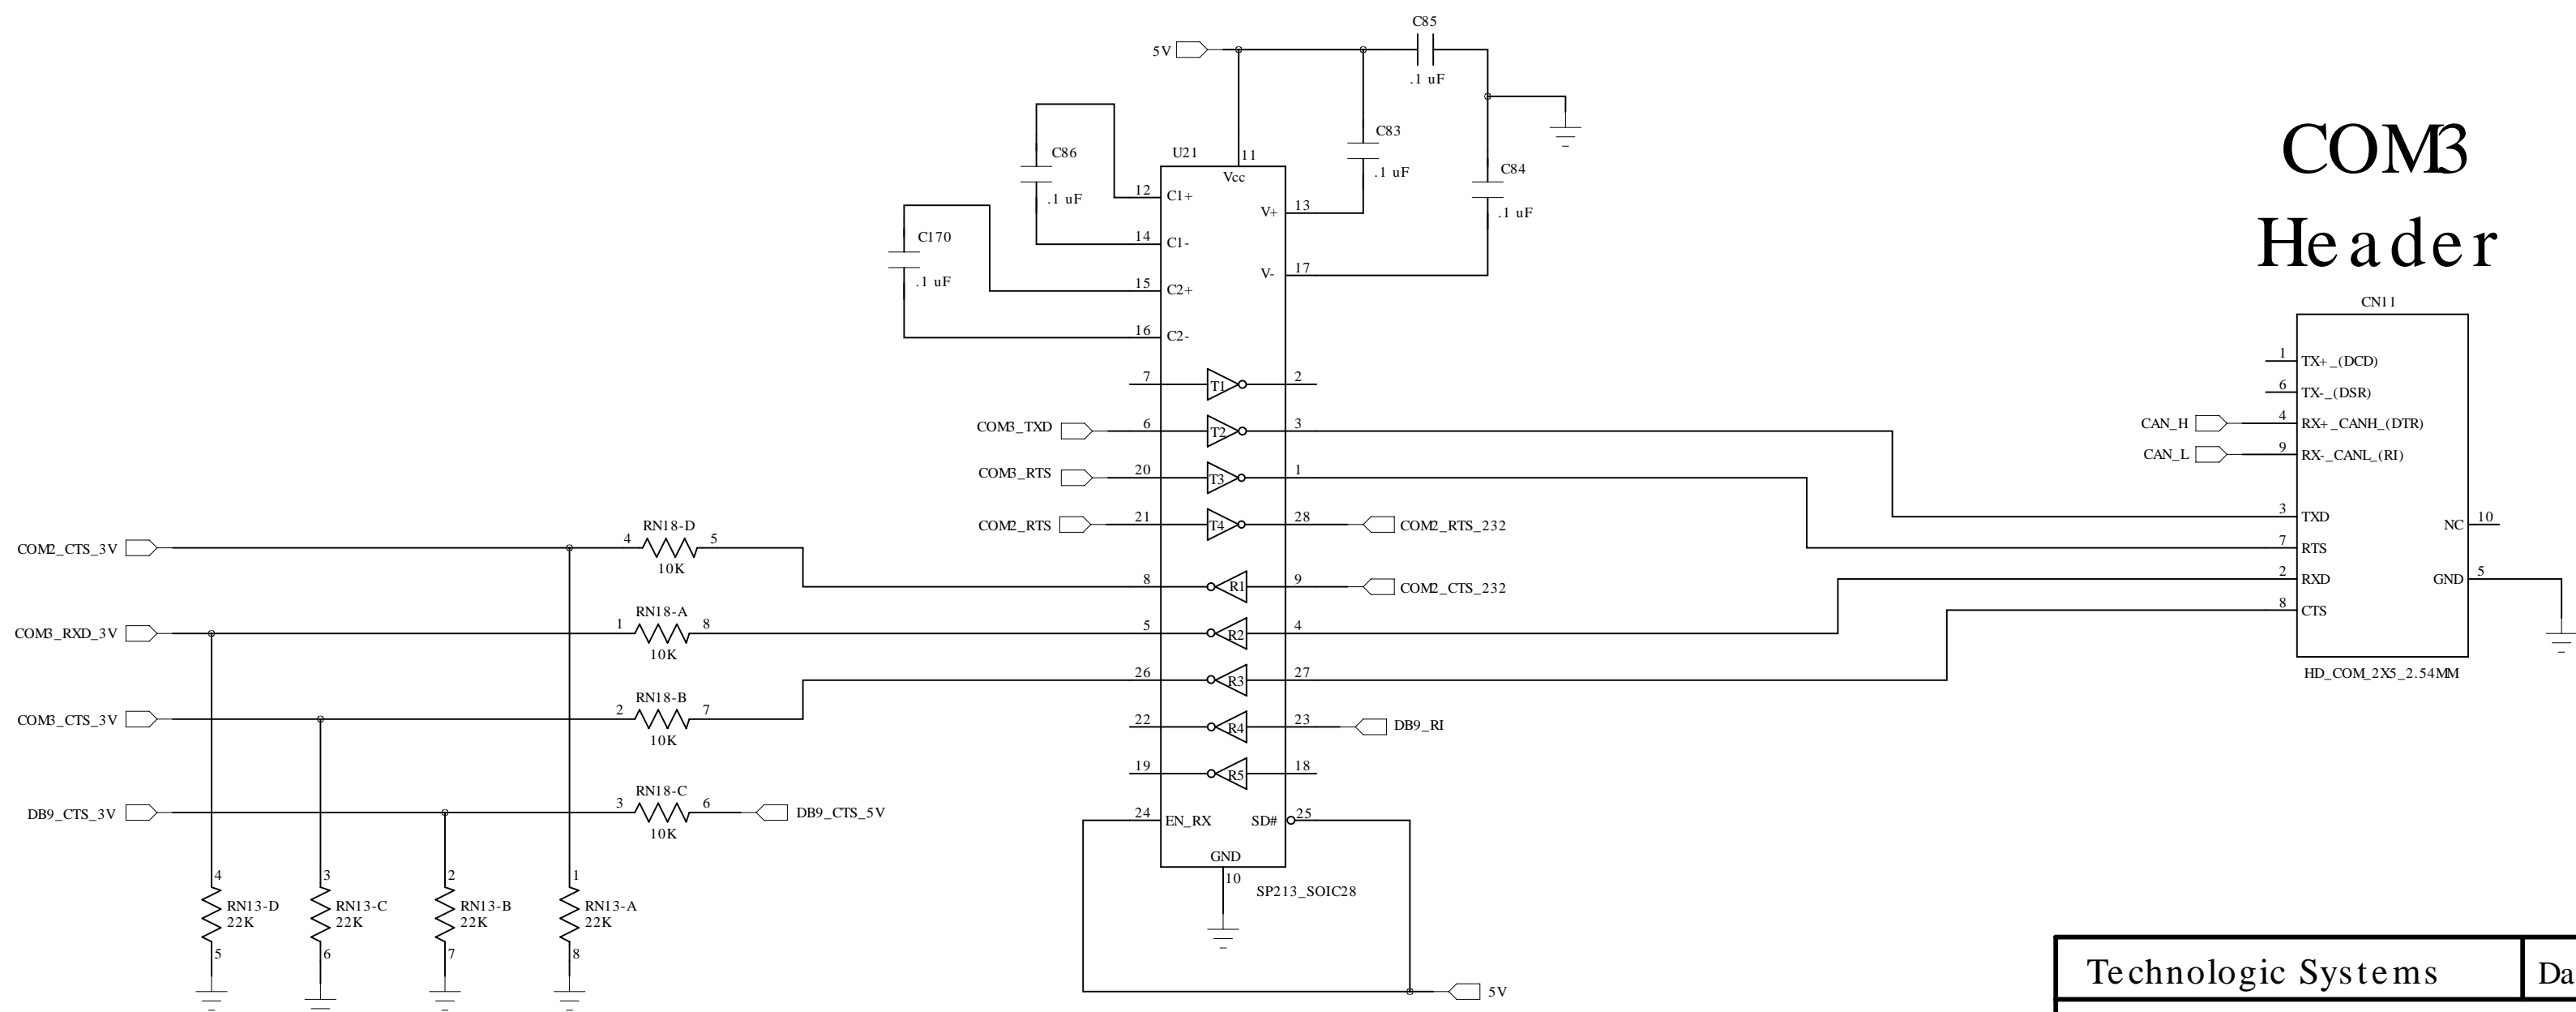 C85
5V
.1 uF
COM3
Header
C83
.1 uF
C84
.1 uF
C86
.1 uF
C170
.1 uF
U21
11
Vcc
12 C1+
14 C1-
15 C2+
16 C2-
V+ 13
V- 17
7 T1 2
COM3_TXD 6 T2 3
COM3_RTS 20 T3 1
COM2_RTS 21 T4 28 COM2_RTS_232
8 R1 9 COM2_CTS_232
5 R2 4
26 R3 27
22 R4 23 DB9_RI
19 R5 18
24 EN_RX SD# 25
GND
10
SP213_SOIC28
5V
CN11
1 TX+_(DCD)
6 TX-_(DSR)
CAN_H 4 RX+_CANH_(DTR)
CAN_L 9 RX-_CANL_(RI)
3 TXD
NC 10
7 RTS
2 RXD
GND 5
8 CTS
HD_COM_2X5_2.54MM
RN18-D
COM2_CTS_3V 4 5
10K
RN18-A
COM3_RXD_3V 1 8
10K
RN18-B
COM3_CTS_3V 2 7
10K
RN18-C
DB9_CTS_3V 3 6 DB9_CTS_5V
10K
4 3 2 1
RN13-D RN13-C RN13-B RN13-A
22K 22K 22K 22K
5 6 7 8
Technologic Systems
Da